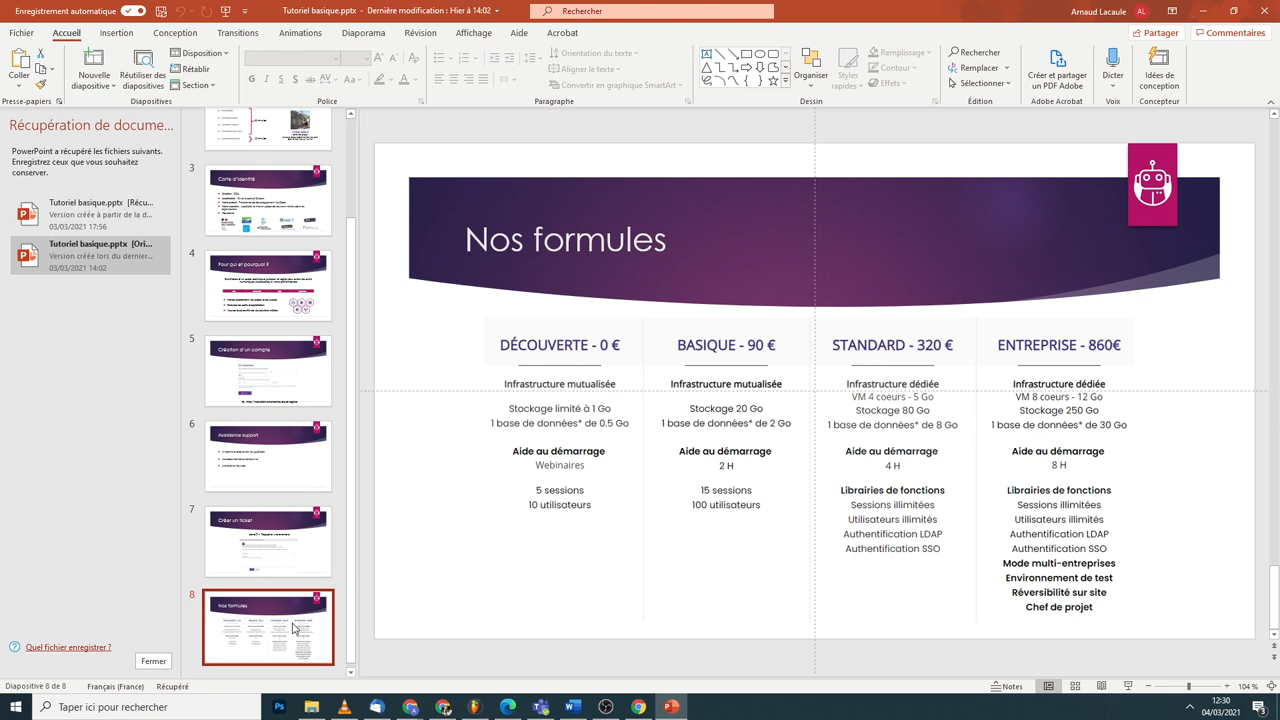 Enregistrement automatique
Tutoriel basique.pptx • Dernière modification : Hier à 14:02
Rechercher
Fichier Accueil Insertion Conception Transitions Animations Diaporama Révision Affichage Aide Acrobat
Partager Commentaires
Coller
Nouvelle diapositive
Réutiliser des diapositives
Disposition
Rétablir
Section
Orientation du texte
Aligner le texte
Convertir en graphique SmartArt
Organiser
Styles rapides
Remplissage
Contour
Effets
Rechercher
Remplacer
Sélectionner
Créer et partager un PDF Adobe
Dicter
Idées de conception
Presse-papiers Diapositives Police Paragraphe Dessin Édition Adobe Acrobat Voix Concepteur
Récupération de docume...
PowerPoint a récupéré les fichiers suivants.
Enregistrez ceux que vous souhaitez
conserver.
Tutoriel basique.pptx [Récu...
Version créée à partir de la d...
03/03/2021 17:56
Tutoriel basique.pptx [Ori...
Version créée lors du dernier...
03/03/2021 14:02
Quel fichier enregistrer ?
Fermer
3
Carte d'identité
4
Pour qui et pourquoi ?
5
Création d'un compte
6
Assistance support
7
Créer un ticket
8
Nos formules
Nos formules
DÉCOUVERTE - 0 €
Infrastructure mutualisée
Stockage limité à 1 Go
1 base de données* de 0.5 Go
Aide au démarrage
Webinaires
5 sessions
10 utilisateurs
BASIQUE - 90 €
Infrastructure mutualisée
Stockage 20 Go
1 base de données* de 2 Go
Aide au démarrage
2 H
15 sessions
100 utilisateurs
STANDARD - 320 €
Infrastructure dédiée
VM 4 coeurs - 5 Go
Stockage 80 Go
1 base de données* de 8 Go
Aide au démarrage
4 H
Librairies de fonctions
Sessions illimitées
Utilisateurs illimités
Authentification LDAP
Authentification SSO
ENTREPRISE - 860€
Infrastructure dédiée
VM 8 coeurs - 12 Go
Stockage 250 Go
1 base de données* de 30 Go
Aide au démarrage
8 H
Librairies de fonctions
Sessions illimitées
Utilisateurs illimités
Authentification LDAP
Authentification SSO
Mode multi-entreprises
Environnement de test
Réversibilité sur site
Chef de projet
Diapositive 8 de 8 Français (France) Récupéré
Notes
104 %
Taper ici pour rechercher
12:30
04/03/2021